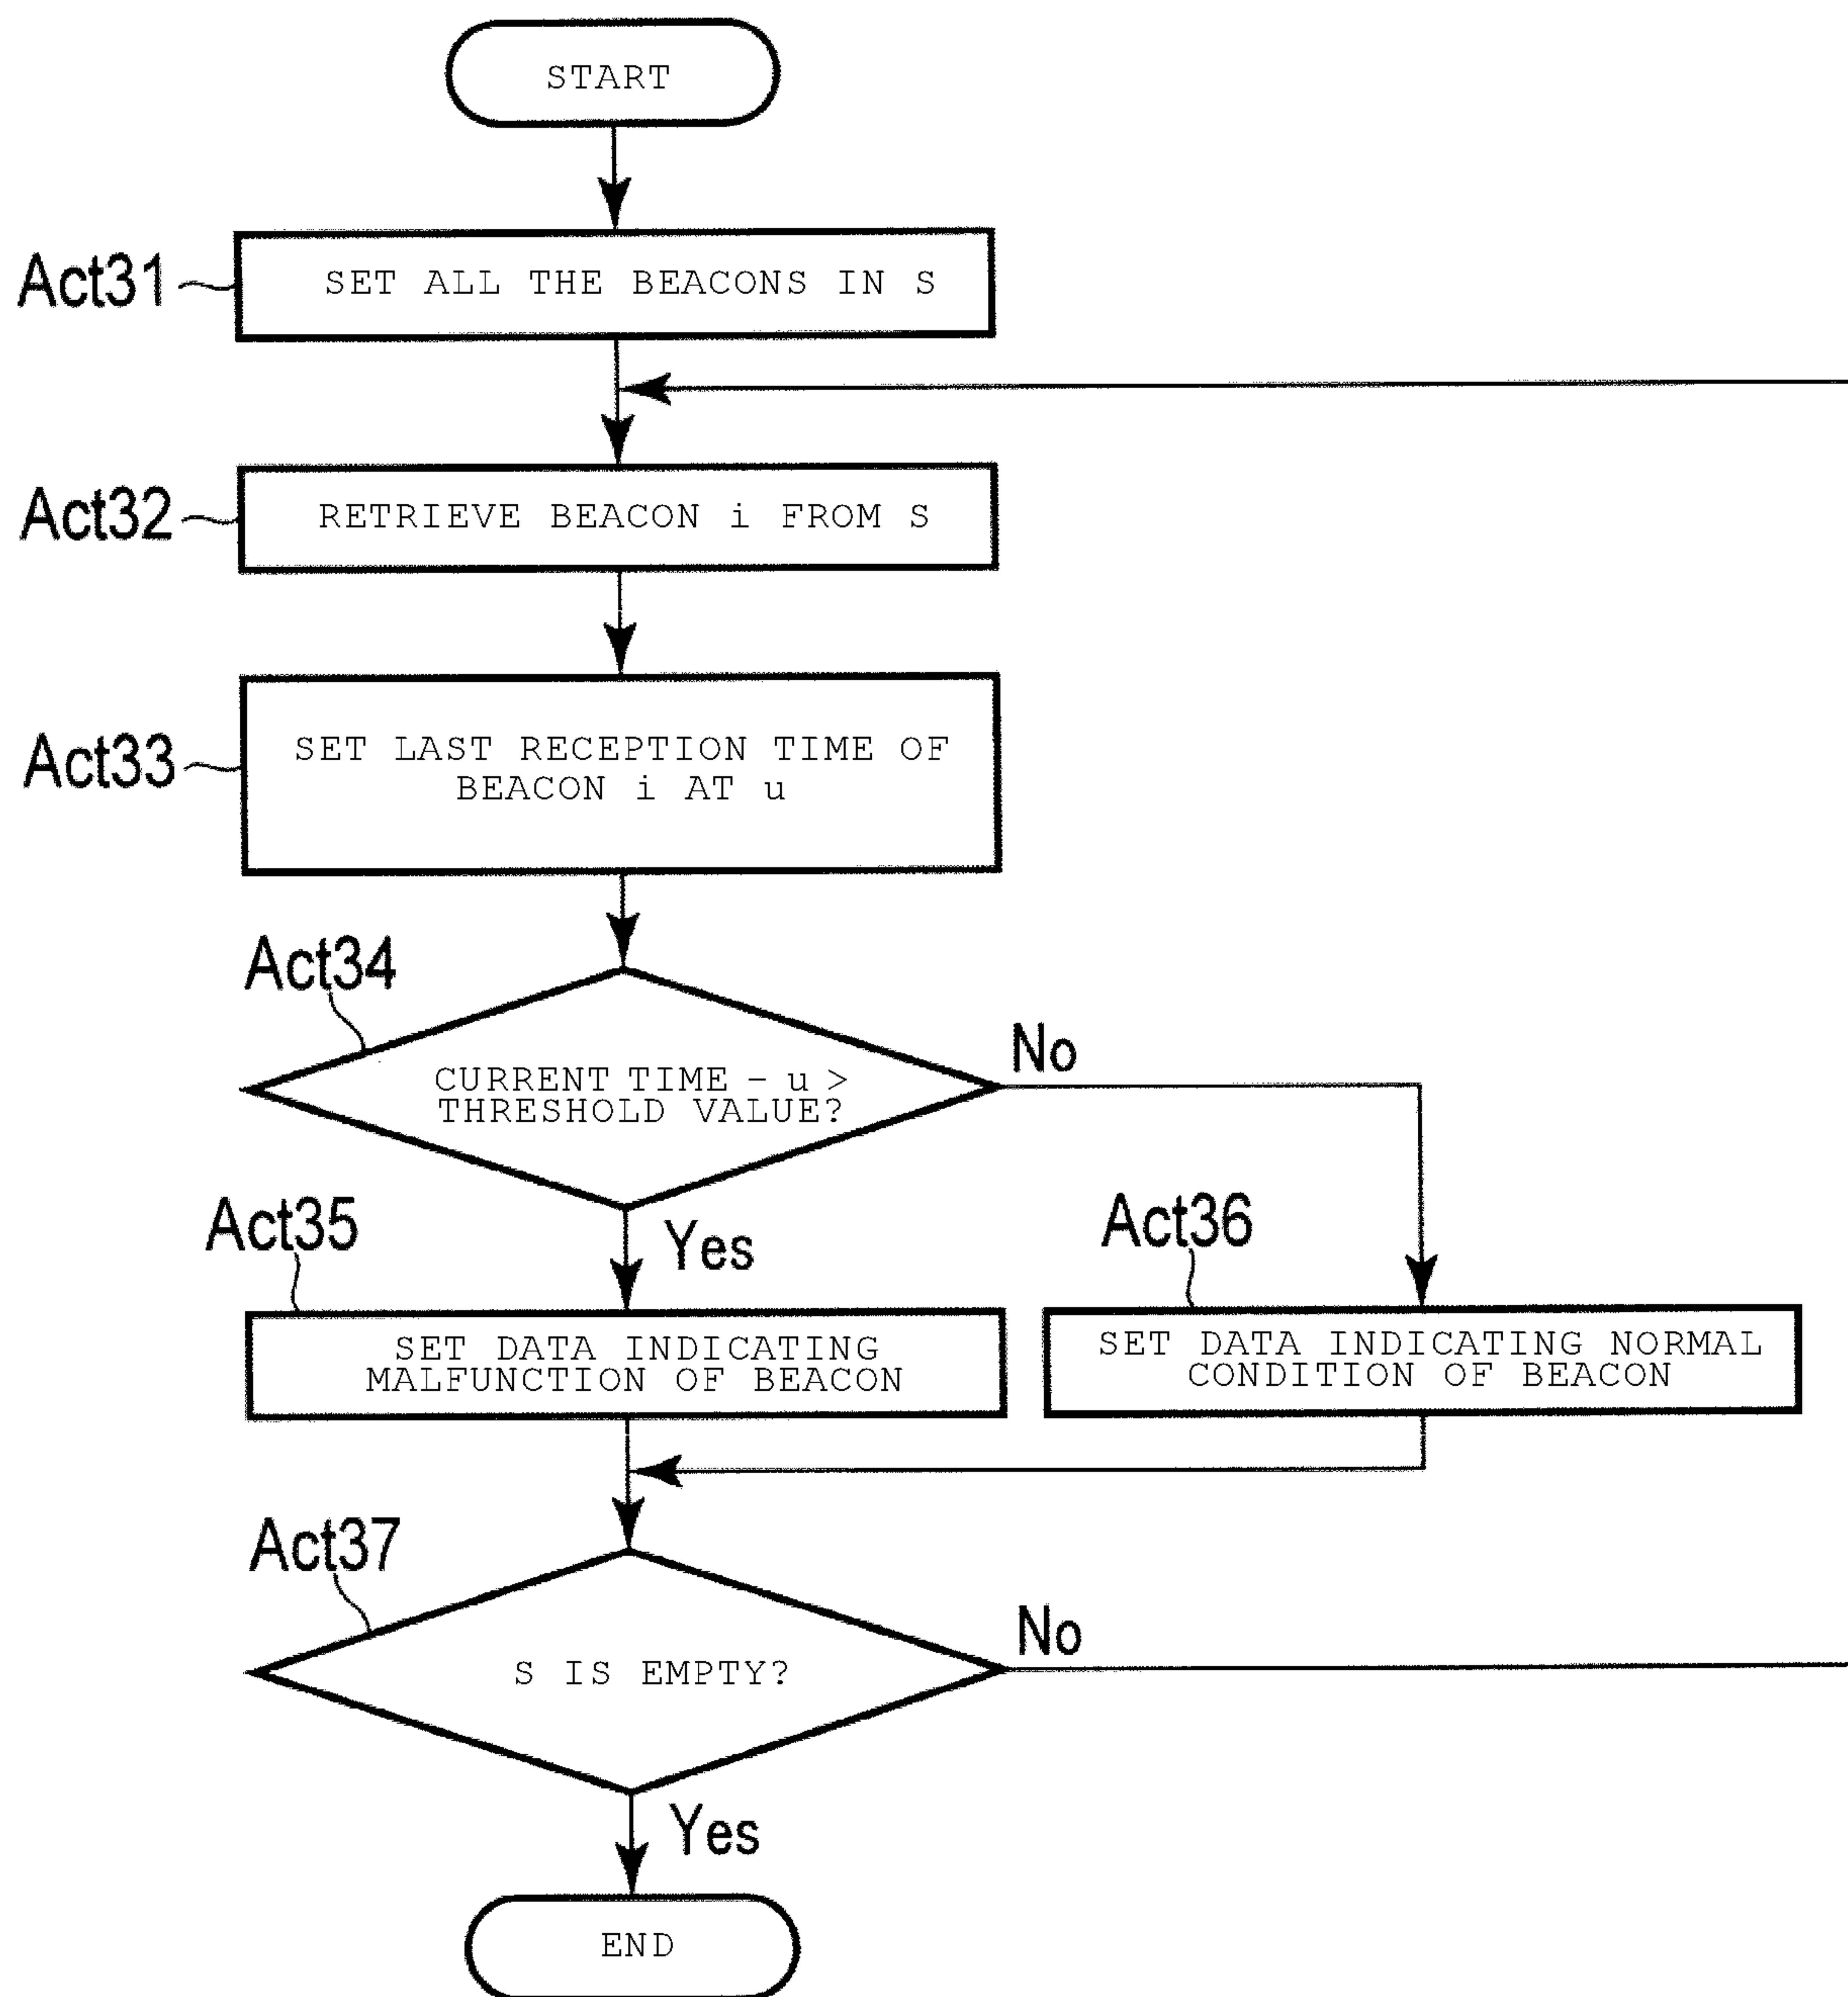 START
Act31
SET ALL THE BEACONS IN S
Act32
RETRIEVE BEACON i FROM S
Act33
SET LAST RECEPTION TIME OF
BEACON i AT u
Act34
No
CURRENT TIME – u >
THRESHOLD VALUE?
Act35
Yes
Act36
SET DATA INDICATING
MALFUNCTION OF BEACON
SET DATA INDICATING NORMAL
CONDITION OF BEACON
Act37
No
S IS EMPTY?
Yes
END